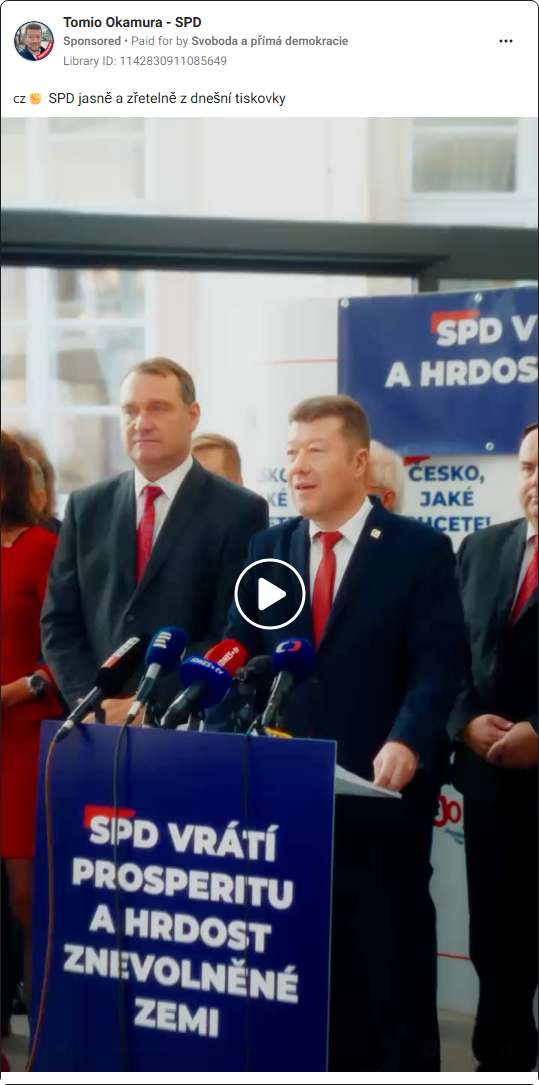 Tomio Okamura - SPD
Sponsored • Paid for by Svoboda a přímá demokracie
Library ID: 1142830911085649
cz✊ SPD jasně a zřetelně z dnešní tiskovky
SPD V
A HRDOS
ČESKO,
JAKÉ
CHCETE!
SPD VRÁTÍ
PROSPERITU
A HRDOST
ZNEVOLNĚNÉ
ZEMI